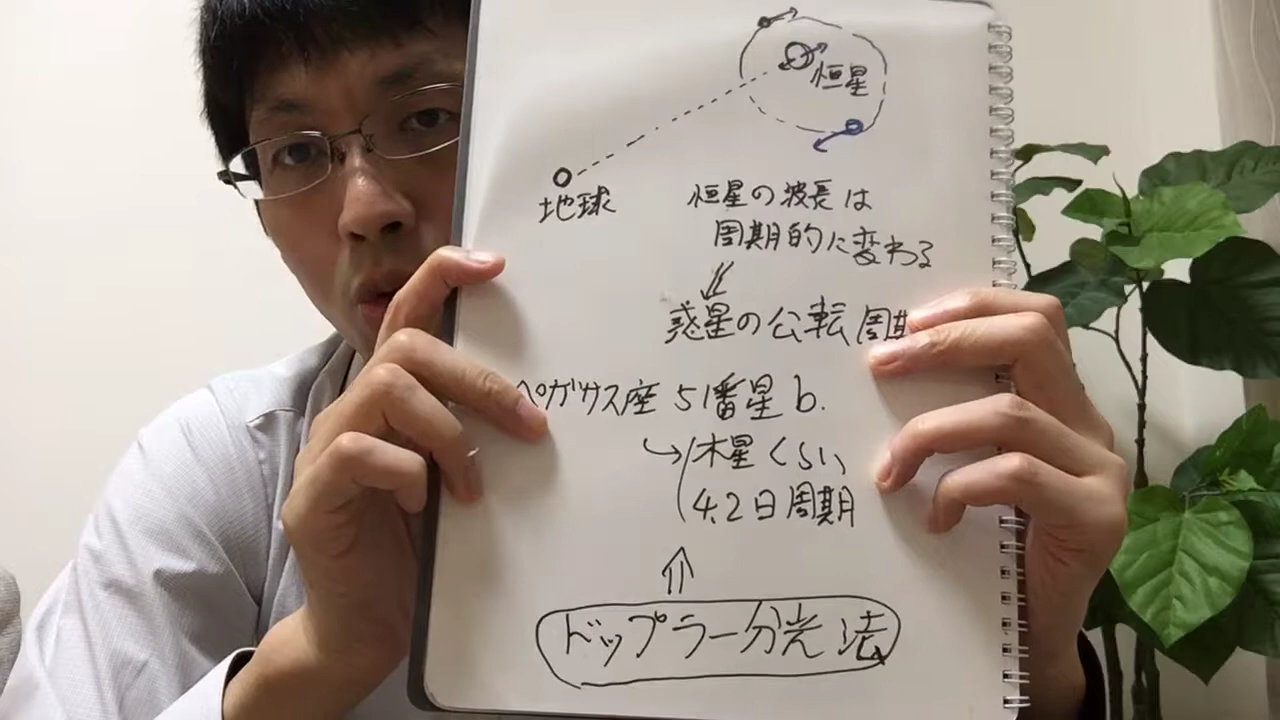 恒星
地球
恒星の波長は
周期的に変わる
惑星の公転周期
ペガサス座51番星b.
木星くらい
4.2日周期
ドップラー分光法